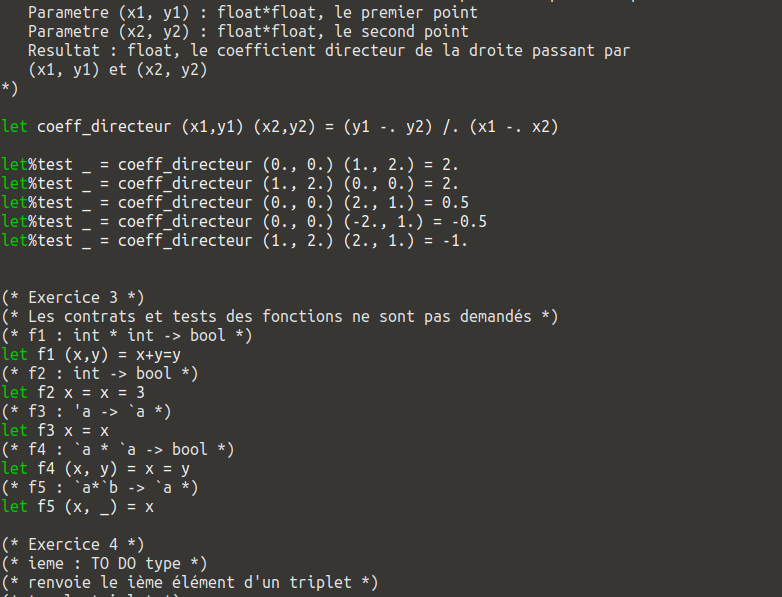 Parametre (x1, y1) : float*float, le premier point
Parametre (x2, y2) : float*float, le second point
Resultat : float, le coefficient directeur de la droite passant par
(x1, y1) et (x2, y2)
*)
let coeff_directeur (x1,y1) (x2,y2) = (y1 -. y2) /. (x1 -. x2)
let%test _ = coeff_directeur (0., 0.) (1., 2.) = 2.
let%test _ = coeff_directeur (1., 2.) (0., 0.) = 2.
let%test _ = coeff_directeur (0., 0.) (2., 1.) = 0.5
let%test _ = coeff_directeur (0., 0.) (-2., 1.) = -0.5
let%test _ = coeff_directeur (1., 2.) (2., 1.) = -1.
(* Exercice 3 *)
(* Les contrats et tests des fonctions ne sont pas demandés *)
(* f1 : int * int -> bool *)
let f1 (x,y) = x+y=y
(* f2 : int -> bool *)
let f2 x = x = 3
(* f3 : 'a -> `a *)
let f3 x = x
(* f4 : `a * `a -> bool *)
let f4 (x, y) = x = y
(* f5 : `a*`b -> `a *)
let f5 (x, _) = x
(* Exercice 4 *)
(* ieme : TO DO type *)
(* renvoie le ième élément d'un triplet *)